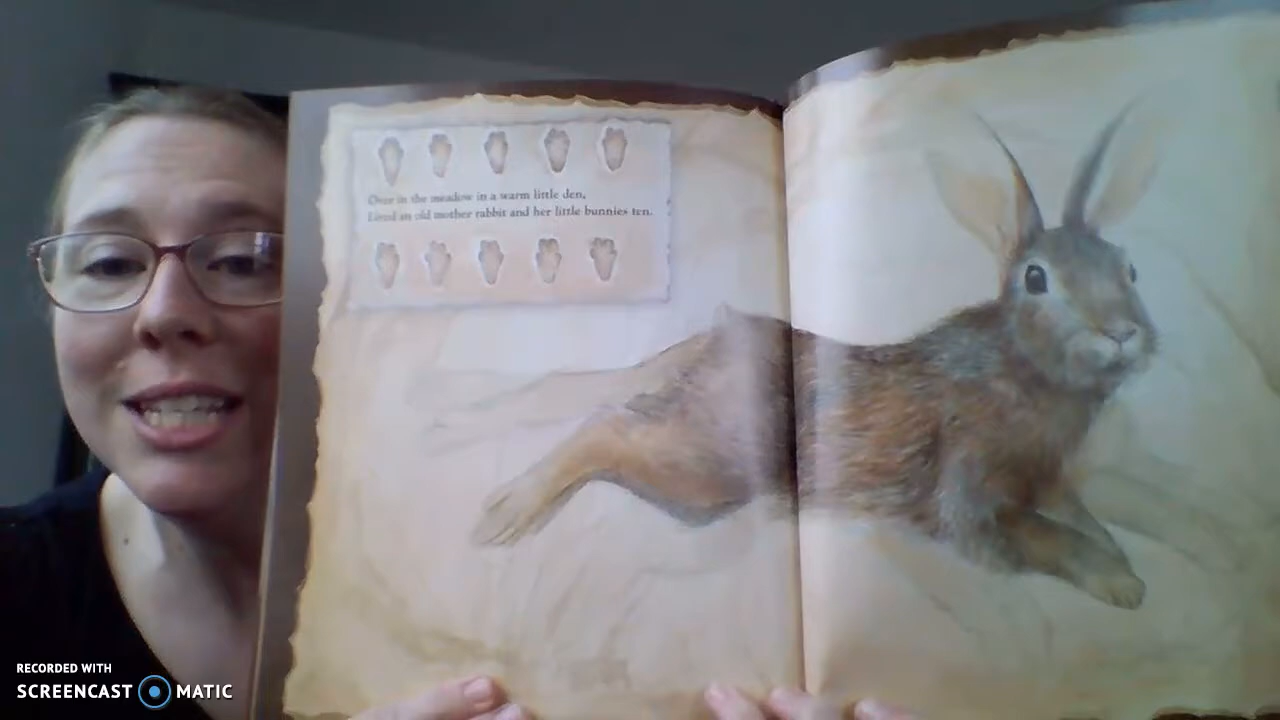 Over in the meadow in a warm little den,
Lived an old mother rabbit and her little bunnies ten.
RECORDED WITH
SCREENCAST MATIC